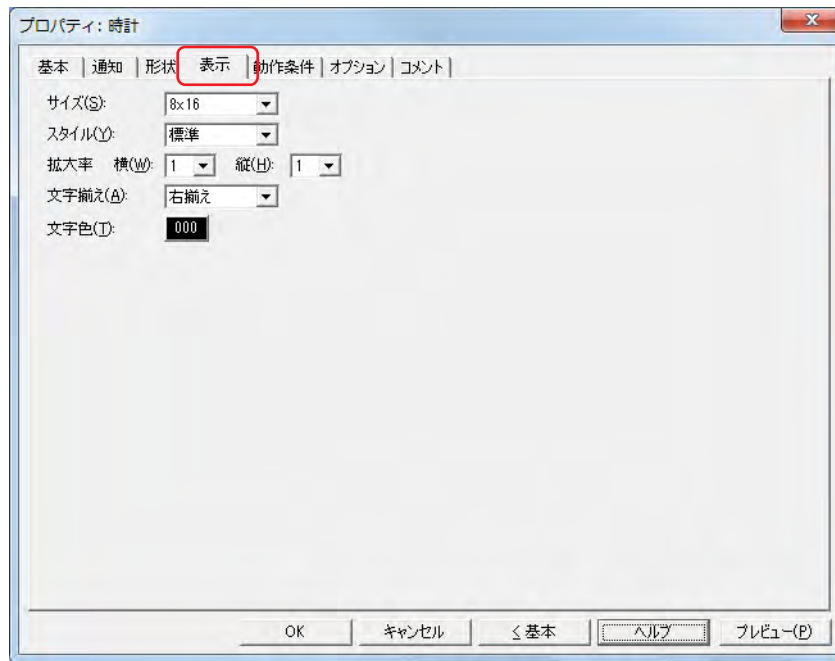 プロパティ: 時計
基本 通知 形状 表示 動作条件 オプション コメント
サイズ(S): 8x16
スタイル(Y): 標準
拡大率 横(W): 1 縦(H): 1
文字揃え(A): 右揃え
文字色(T): 000
OK キャンセル <基本 ヘルプ プレビュー(P)